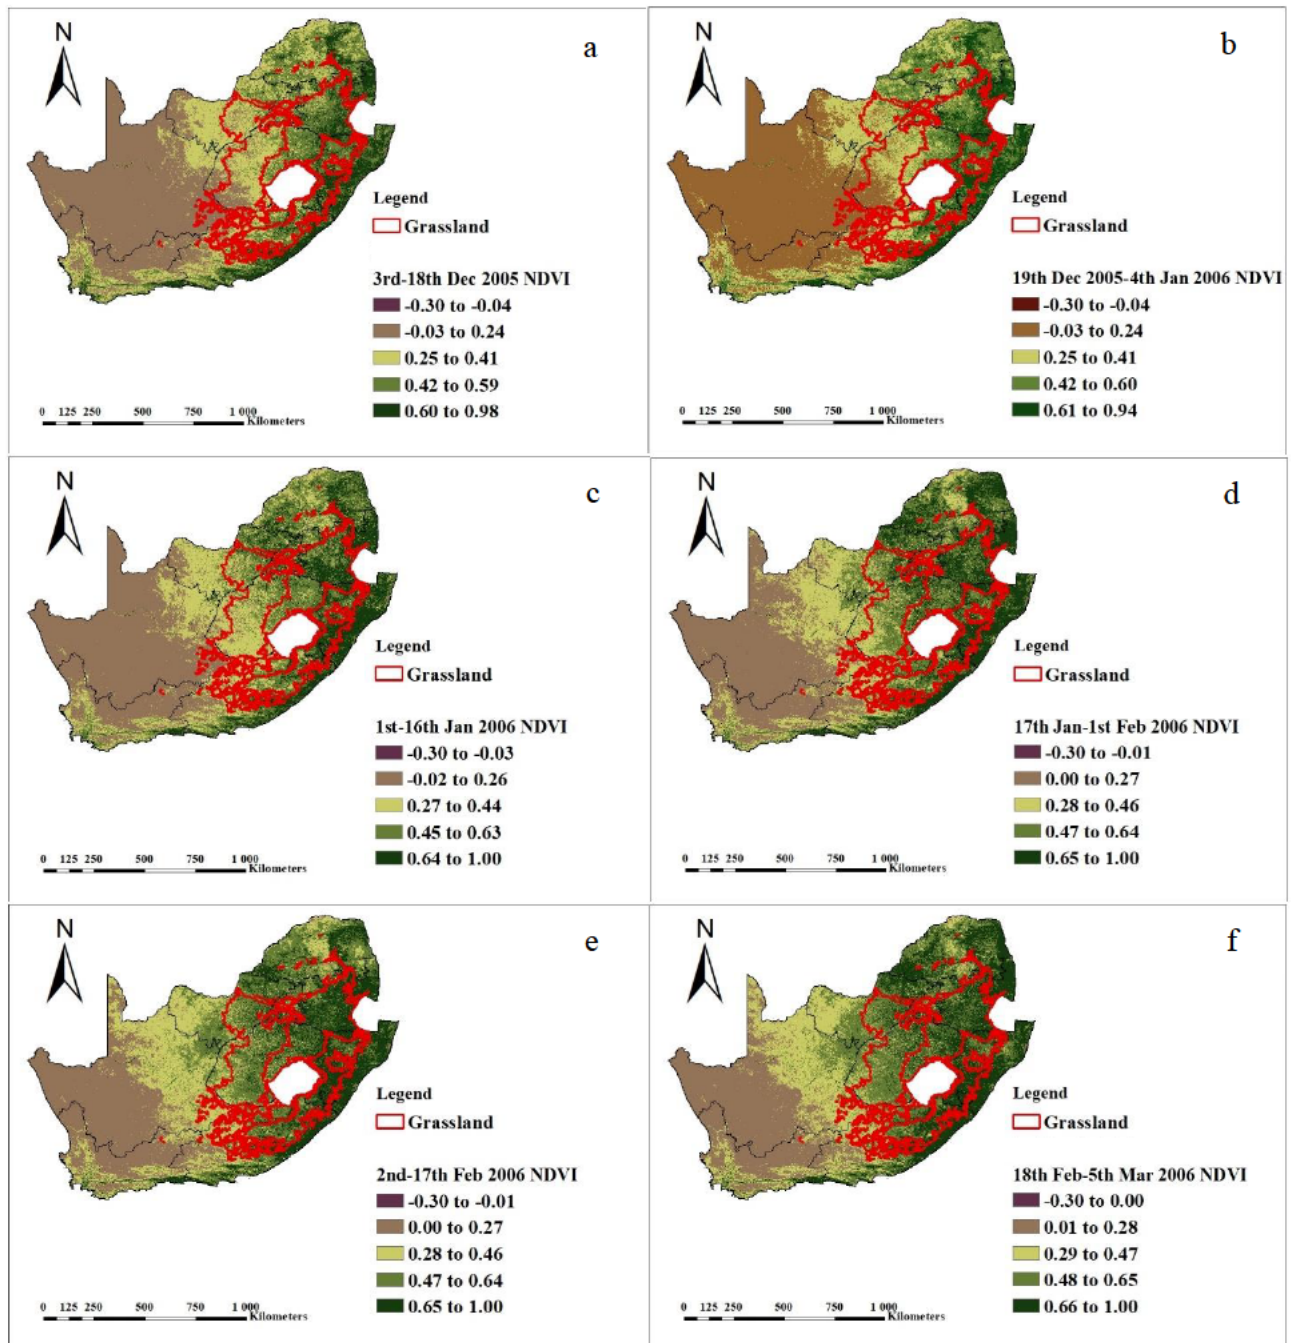 N
a
Legend
Grassland
3rd-18th Dec 2005 NDVI
-0.30 to -0.04
-0.03 to 0.24
0.25 to 0.41
0.42 to 0.59
0.60 to 0.98
0 125 250 500 750 1 000
Kilometers
N
b
Legend
Grassland
19th Dec 2005-4th Jan 2006 NDVI
-0.30 to -0.04
-0.03 to 0.24
0.25 to 0.41
0.42 to 0.60
0.61 to 0.94
0 125 250 500 750 1 000
Kilometers
N
c
Legend
Grassland
1st-16th Jan 2006 NDVI
-0.30 to -0.03
-0.02 to 0.26
0.27 to 0.44
0.45 to 0.63
0.64 to 1.00
0 125 250 500 750 1 000
Kilometers
N
d
Legend
Grassland
17th Jan-1st Feb 2006 NDVI
-0.30 to -0.01
0.00 to 0.27
0.28 to 0.46
0.47 to 0.64
0.65 to 1.00
0 125 250 500 750 1 000
Kilometers
N
e
Legend
Grassland
2nd-17th Feb 2006 NDVI
-0.30 to -0.01
0.00 to 0.27
0.28 to 0.46
0.47 to 0.64
0.65 to 1.00
0 125 250 500 750 1 000
Kilometers
N
f
Legend
Grassland
18th Feb-5th Mar 2006 NDVI
-0.30 to 0.00
0.01 to 0.28
0.29 to 0.47
0.48 to 0.65
0.66 to 1.00
0 125 250 500 750 1 000
Kilometers